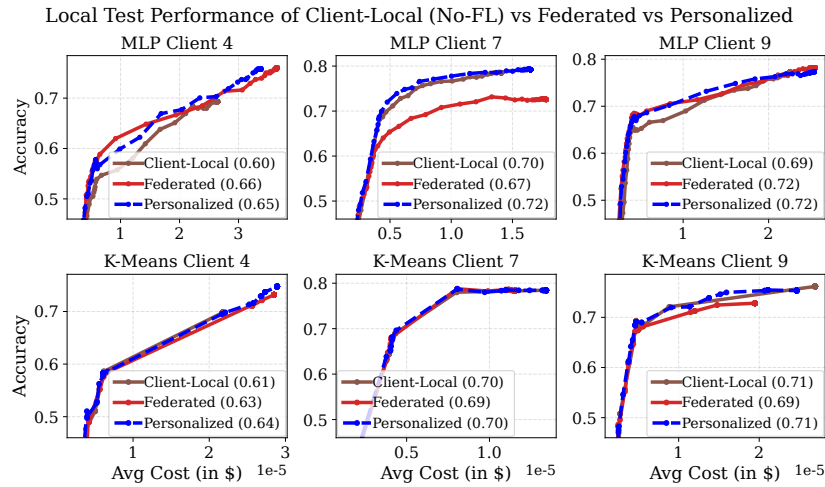 Local Test Performance of Client-Local (No-FL) vs Federated vs Personalized
MLP Client 4
MLP Client 7
MLP Client 9
Accuracy
0.7
0.6
0.5
Client-Local (0.60)
Federated (0.66)
Personalized (0.65)
1
2
3
0.8
0.7
0.6
0.5
Client-Local (0.70)
Federated (0.67)
Personalized (0.72)
0.5
1.0
1.5
0.8
0.7
0.6
0.5
Client-Local (0.69)
Federated (0.72)
Personalized (0.72)
1
2
K-Means Client 4
K-Means Client 7
K-Means Client 9
Accuracy
0.7
0.6
0.5
Client-Local (0.61)
Federated (0.63)
Personalized (0.64)
1
2
3
1e-5
Avg Cost (in $)
0.8
0.7
0.6
0.5
Client-Local (0.70)
Federated (0.69)
Personalized (0.70)
0.5
1.0
1e-5
Avg Cost (in $)
0.7
0.6
0.5
Client-Local (0.71)
Federated (0.69)
Personalized (0.71)
1
2
1e-5
Avg Cost (in $)